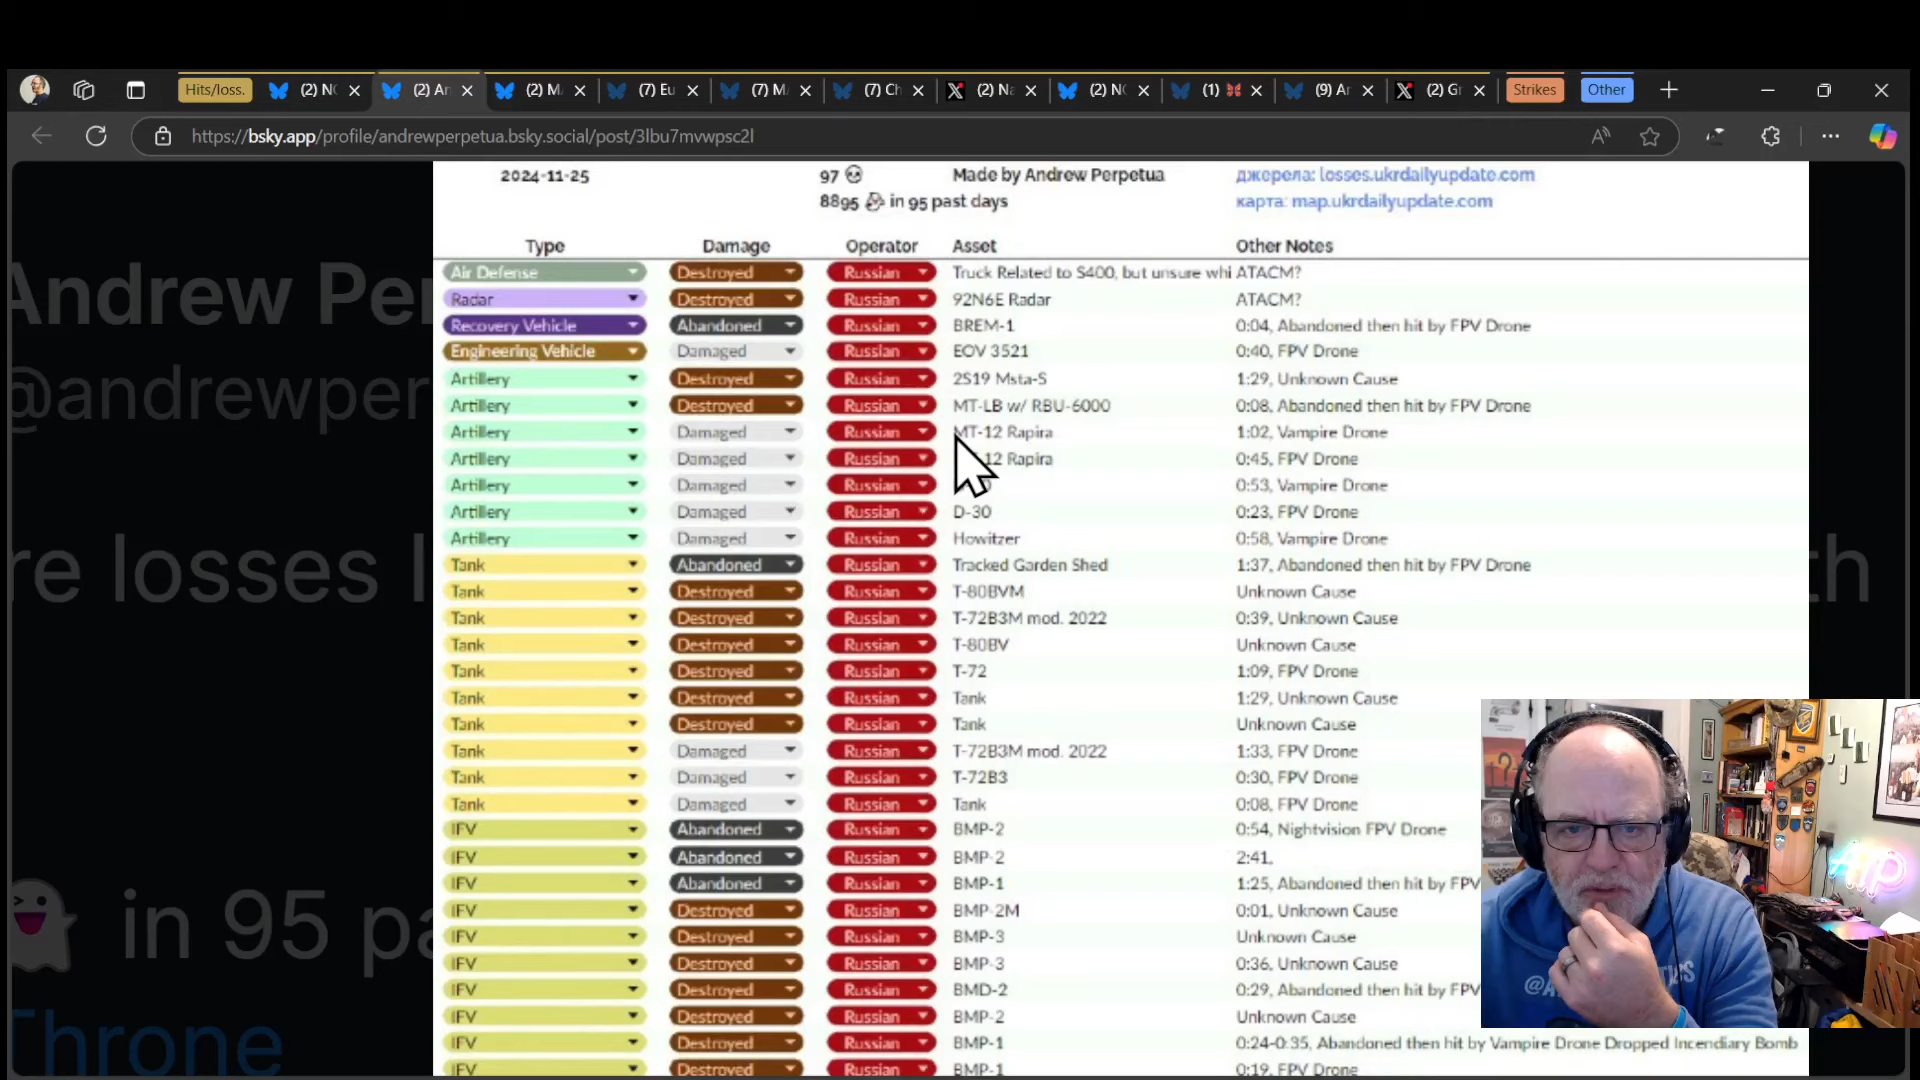 Hits/loss. (2) N (2) Ar (2) M (7) Eu (7) M (7) Ch (2) Na (2) N (1) (9) Ar (2) Gr Strikes Other
https://bsky.app/profile/andrewperpetua.bsky.social/post/3lbu7mvwpsc2l
2024-11-25 97 Made by Andrew Perpetua джерела: losses.ukrdailyupdate.com
8895 in 95 past days карта: map.ukrdailyupdate.com
Type Damage Operator Asset Other Notes
Air Defense Destroyed Russian Truck Related to S400, but unsure whi ATACM?
Radar Destroyed Russian 92N6E Radar ATACM?
Recovery Vehicle Abandoned Russian BREM-1 0:04, Abandoned then hit by FPV Drone
Engineering Vehicle Damaged Russian EOV 3521 0:40, FPV Drone
Artillery Destroyed Russian 2S19 Msta-S 1:29, Unknown Cause
Artillery Destroyed Russian MT-LB w/ RBU-6000 0:08, Abandoned then hit by FPV Drone
Artillery Damaged Russian MT-12 Rapira 1:02, Vampire Drone
Artillery Damaged Russian 12 Rapira 0:45, FPV Drone
Artillery Damaged Russian 0:53, Vampire Drone
Artillery Damaged Russian D-30 0:23, FPV Drone
Artillery Damaged Russian Howitzer 0:58, Vampire Drone
Tank Abandoned Russian Tracked Garden Shed 1:37, Abandoned then hit by FPV Drone
Tank Destroyed Russian T-80BVM Unknown Cause
Tank Destroyed Russian T-72B3M mod. 2022 0:39, Unknown Cause
Tank Destroyed Russian T-80BV Unknown Cause
Tank Destroyed Russian T-72 1:09, FPV Drone
Tank Destroyed Russian Tank 1:29, Unknown Cause
Tank Destroyed Russian Tank Unknown Cause
Tank Damaged Russian T-72B3M mod. 2022 1:33, FPV Drone
Tank Damaged Russian T-72B3 0:30, FPV Drone
Tank Damaged Russian Tank 0:08, FPV Drone
IFV Abandoned Russian BMP-2 0:54, Nightvision FPV Drone
IFV Abandoned Russian BMP-2 2:41,
IFV Abandoned Russian BMP-1 1:25, Abandoned then hit by FPV
IFV Destroyed Russian BMP-2M 0:01, Unknown Cause
IFV Destroyed Russian BMP-3 Unknown Cause
IFV Destroyed Russian BMP-3 0:36, Unknown Cause
IFV Destroyed Russian BMD-2 0:29, Abandoned then hit by FPV
IFV Destroyed Russian BMP-2 Unknown Cause
IFV Destroyed Russian BMP-1 0:24-0:35, Abandoned then hit by Vampire Drone Dropped Incendiary Bomb
IFV Destroyed Russian BMP-1 0:19, FPV Drone
Andrew Per
@andrewper
re losses l
th
in 95 pa
Throne
ATP